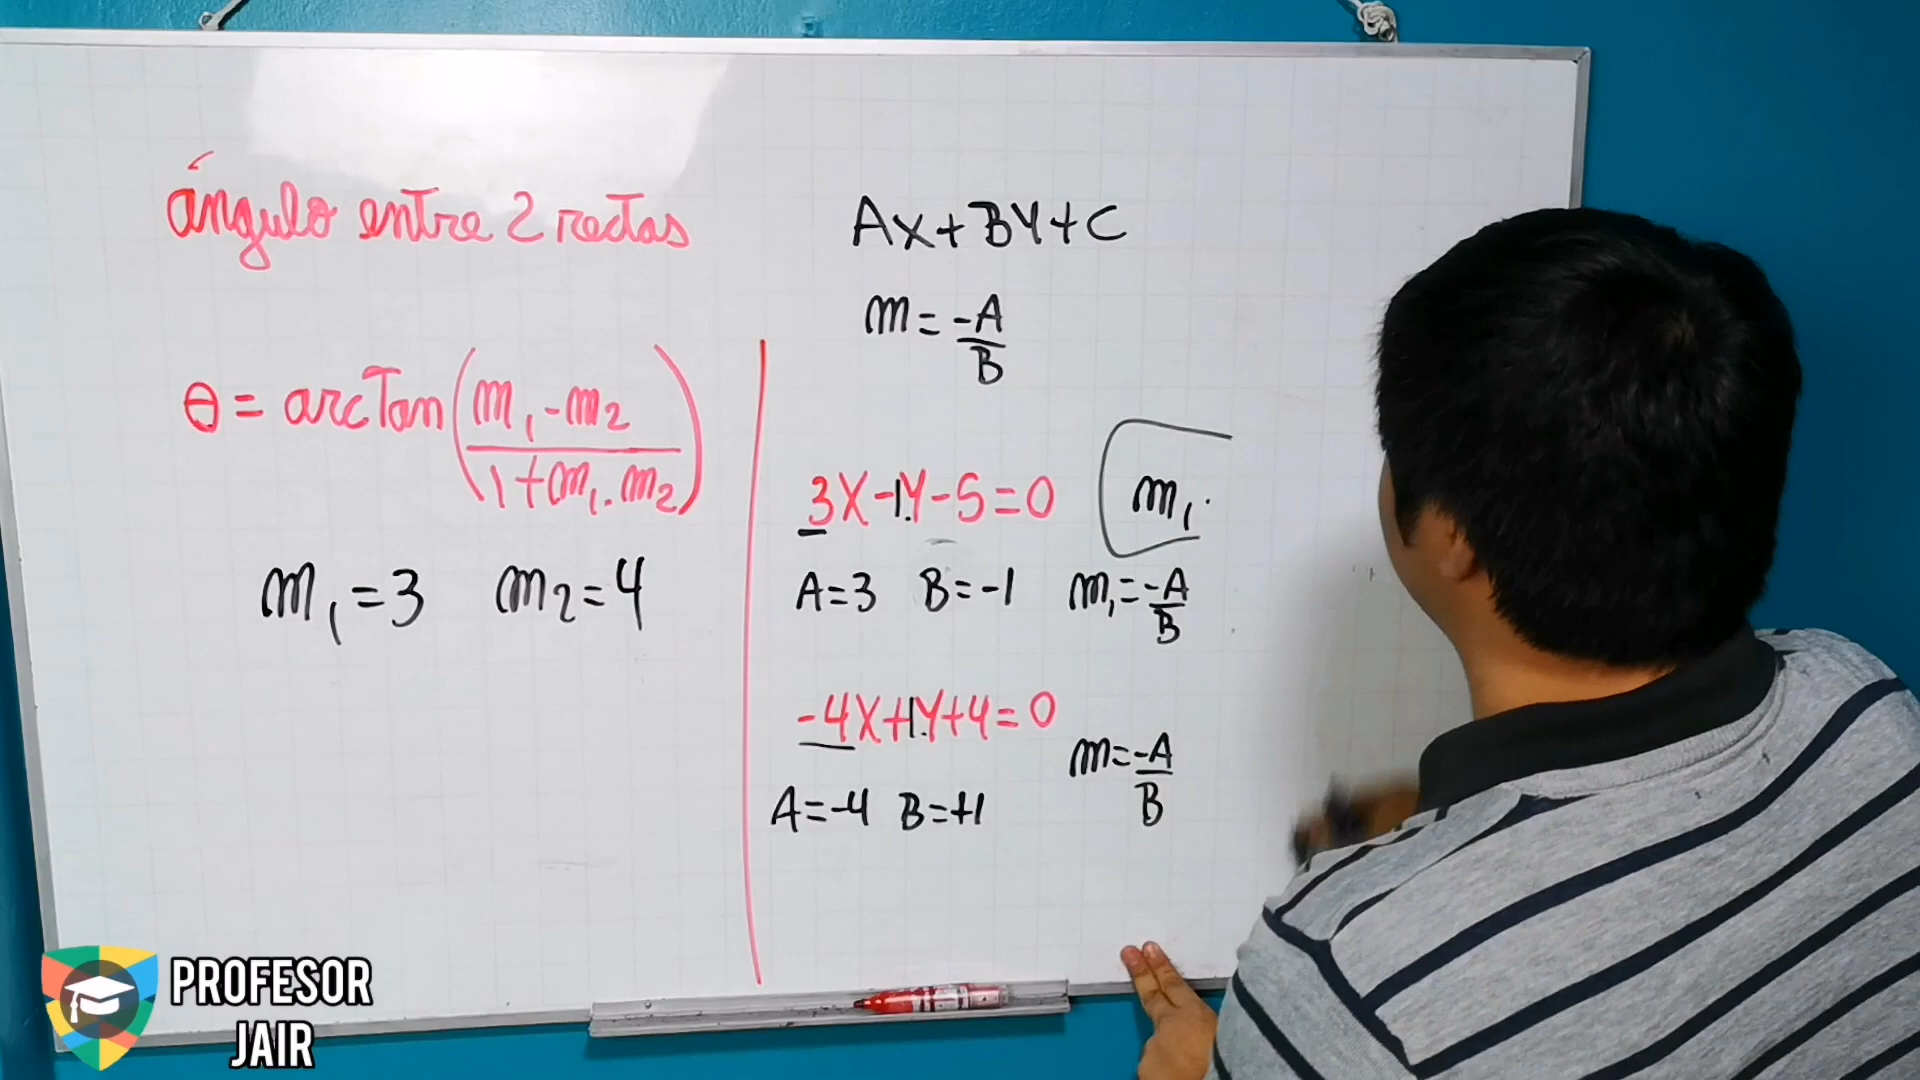 ángulo entre 2 rectas
θ = arcTan(m₁-m₂ / 1+m₁.m₂)
m₁=3 m₂=4
AX+BY+C
m=-A/B
3X-1Y-5=0 m₁.
A=3 B=-1 m₁=-A/B
-4X+1Y+4=0
A=-4 B=+1 m=-A/B
PROFESOR
JAIR